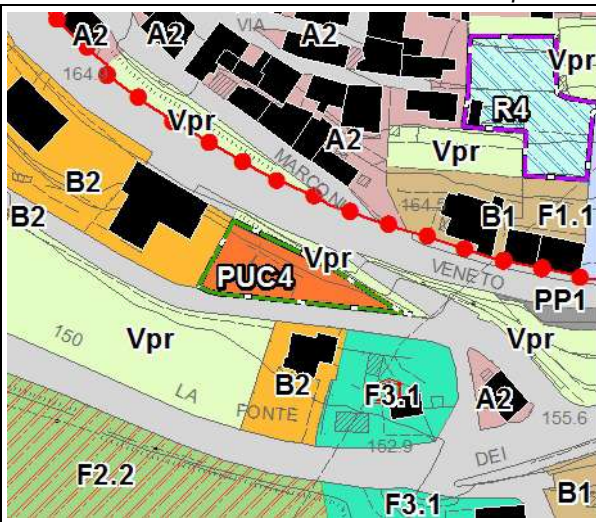 VIA
A2
A2
A2
Vpr
164.
R4
Vpr
A2
Vpr
B2
MARCONI
164.5
B2
B1
F1.1
Vpr
PUC4
VENETO
PP1
Vpr
Vpr
150
B2
F3.1
A2
LA
FONTE
155.6
152.9
DEI
F2.2
B1
F3.1